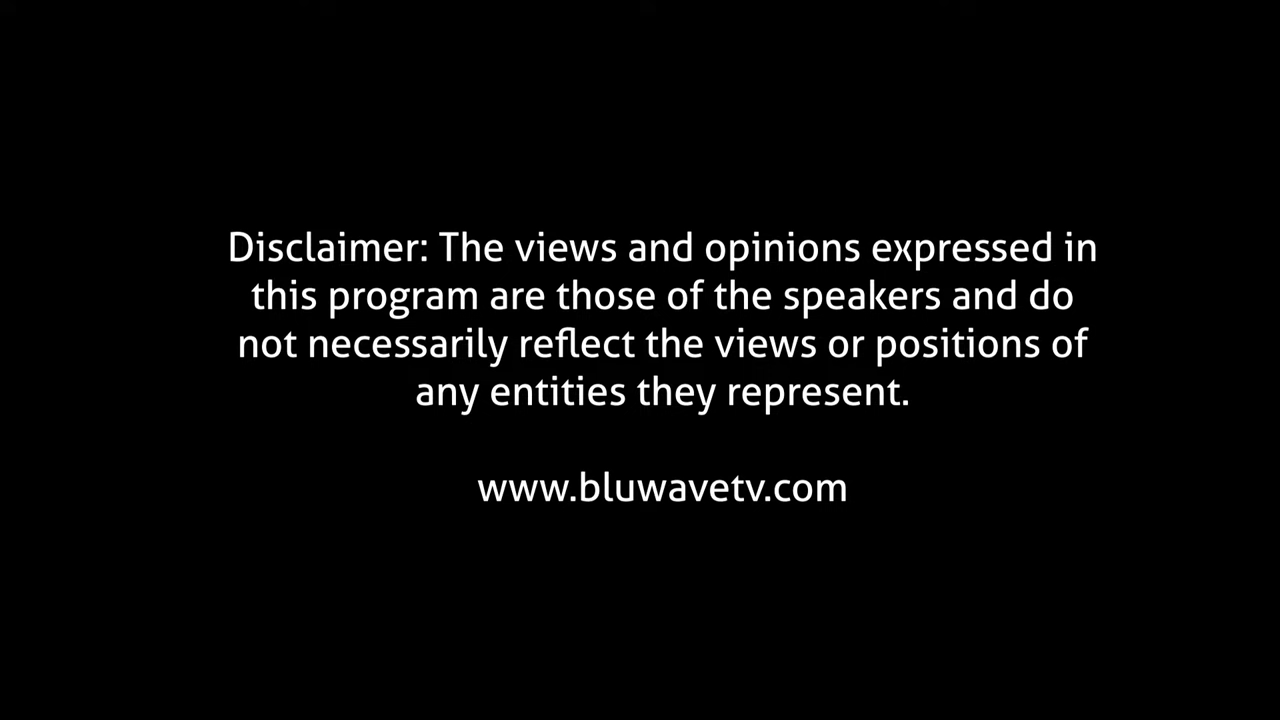 Disclaimer: The views and opinions expressed in
this program are those of the speakers and do
not necessarily reflect the views or positions of
any entities they represent.
www.bluwavetv.com